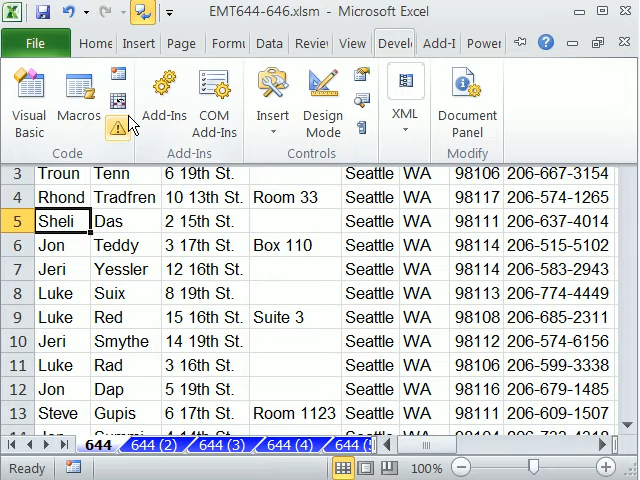 EMT644-646.xlsm - Microsoft Excel
File Home Insert Page Formu Data Review View Develo Add-I Power
Visual Basic Macros Add-Ins COM Add-Ins Insert Design Mode XML Document Panel
Code Add-Ins Controls Modify
3 Troun Tenn 6 19th St. Seattle WA 98106 206-667-3154
4 Rhond Tradfren 10 13th St. Room 33 Seattle WA 98117 206-574-1265
5 Sheli Das 2 15th St. Seattle WA 98111 206-637-4014
6 Jon Teddy 3 17th St. Box 110 Seattle WA 98114 206-515-5102
7 Jeri Yessler 12 16th St. Seattle WA 98114 206-583-2943
8 Luke Suix 8 19th St. Seattle WA 98113 206-774-4449
9 Luke Red 15 16th St. Suite 3 Seattle WA 98108 206-685-2311
10 Jeri Smythe 14 19th St. Seattle WA 98112 206-574-6156
11 Luke Rad 3 16th St. Seattle WA 98106 206-599-3338
12 Jon Dap 5 19th St. Seattle WA 98116 206-679-1485
13 Steve Gupis 6 17th St. Room 1123 Seattle WA 98111 206-609-1507
644 644 (2) 644 (3) 644 (4) 644 (5
Ready 100%